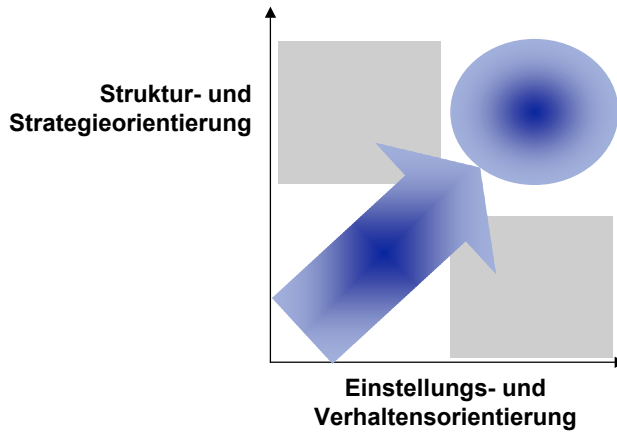 Struktur- und
Strategieorientierung
Einstellungs- und
Verhaltensorientierung